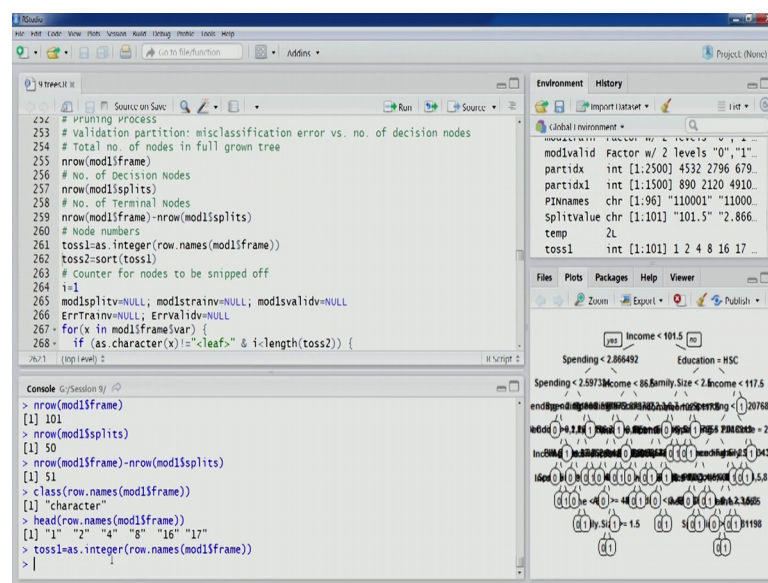 RStudio
File Edit Code View Plots Session Build Debug Profile Tools Help
Go to file/function
Addins
Project: (None)
9 trees.R
Source on Save
Run
Source
252 # Pruning Process
253 # Validation partition: misclassification error vs. no. of decision nodes
254 # Total no. of nodes in full grown tree
255 nrow(mod1$frame)
256 # No. of Decision Nodes
257 nrow(mod1$splits)
258 # No. of Terminal Nodes
259 nrow(mod1$frame)-nrow(mod1$splits)
260 # Node numbers
261 toss1=as.integer(row.names(mod1$frame))
262 toss2=sort(toss1)
263 # Counter for nodes to be snipped off
264 i=1
265 mod1splitv=NULL; mod1strainv=NULL; mod1svalidv=NULL
266 ErrTrainv=NULL; ErrValidv=NULL
267 for(x in mod1$frame$var) {
268 if (as.character(x)!="<leaf>" & i<length(toss2)) {
262:1 (Top Level) R Script
Console G:/Session 9/
> nrow(mod1$frame)
[1] 101
> nrow(mod1$splits)
[1] 50
> nrow(mod1$frame)-nrow(mod1$splits)
[1] 51
> class(row.names(mod1$frame))
[1] "character"
> head(row.names(mod1$frame))
[1] "1" "2" "4" "8" "16" "17"
> toss1=as.integer(row.names(mod1$frame))
>
Environment History
Import Dataset List
Global Environment
mod1train Factor w/ 2 levels "0","1"…
mod1valid Factor w/ 2 levels "0","1"…
partidx int [1:2500] 4532 2796 679…
partidx1 int [1:1500] 890 2120 4910…
PINnames chr [1:96] "110001" "11000…
SplitValue chr [1:101] "101.5" "2.866…
temp 2L
toss1 int [1:101] 1 2 4 8 16 17 …
Files Plots Packages Help Viewer
Zoom Export Publish
yes Income < 101.5 no
Spending < 2.866492 Education = HSC
Income < 117.5